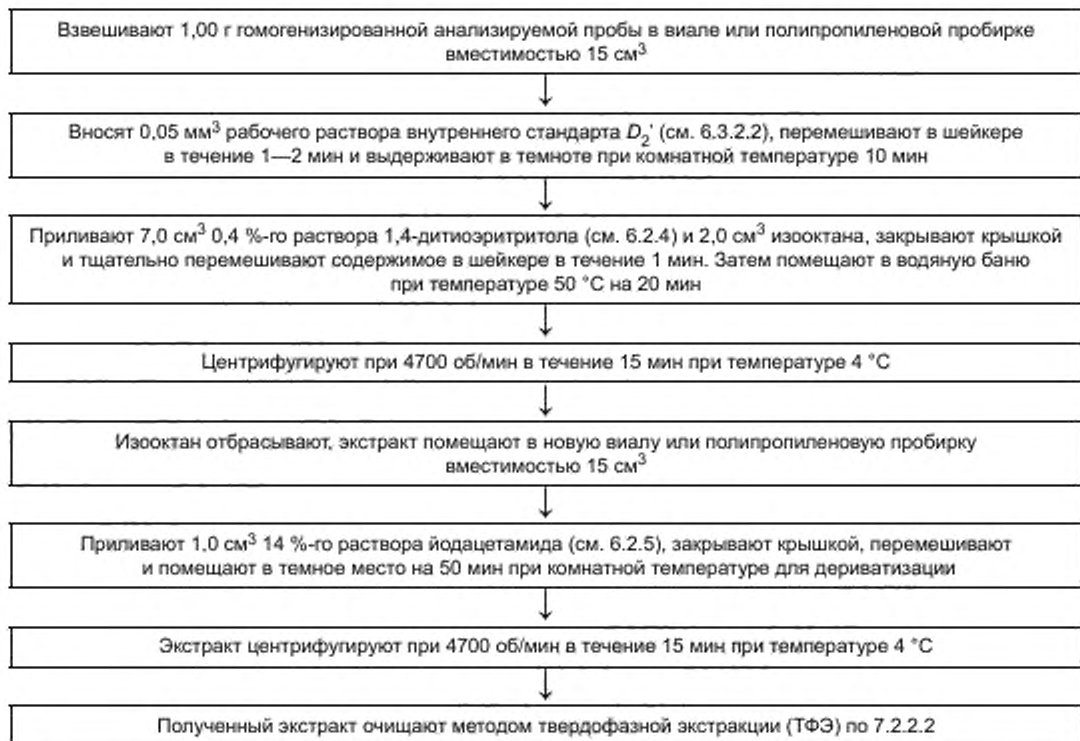 Взвешивают 1,00 г гомогенизированной анализируемой пробы в виале или полипропиленовой пробирке
вместимостью 15 см³
Вносят 0,05 мм³ рабочего раствора внутреннего стандарта D₂' (см. 6.3.2.2), перемешивают в шейкере
в течение 1—2 мин и выдерживают в темноте при комнатной температуре 10 мин
Приливают 7,0 см³ 0,4 %-го раствора 1,4-дитиоэритритола (см. 6.2.4) и 2,0 см³ изооктана, закрывают крышкой
и тщательно перемешивают содержимое в шейкере в течение 1 мин. Затем помещают в водяную баню
при температуре 50 °С на 20 мин
Центрифугируют при 4700 об/мин в течение 15 мин при температуре 4 °С
Изооктан отбрасывают, экстракт помещают в новую виалу или полипропиленовую пробирку
вместимостью 15 см³
Приливают 1,0 см³ 14 %-го раствора йодацетамида (см. 6.2.5), закрывают крышкой, перемешивают
и помещают в темное место на 50 мин при комнатной температуре для дериватизации
Экстракт центрифугируют при 4700 об/мин в течение 15 мин при температуре 4 °С
Полученный экстракт очищают методом твердофазной экстракции (ТФЭ) по 7.2.2.2